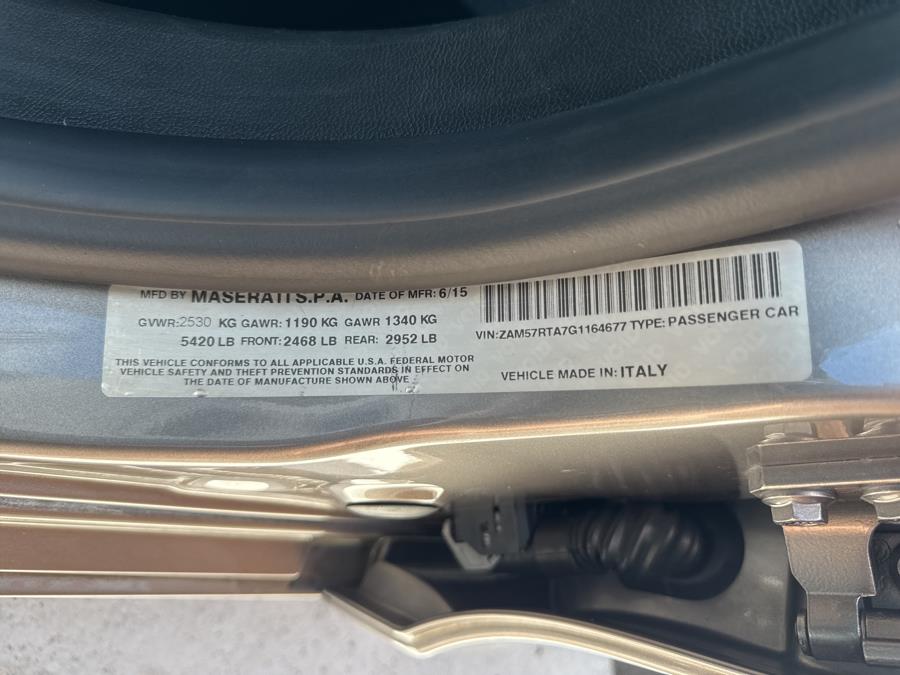 MFD BY MASERATI S.P.A. DATE OF MFR: 6/15
GVWR: 2530 KG GAWR: 1190 KG GAWR 1340 KG
5420 LB FRONT: 2468 LB REAR: 2952 LB
THIS VEHICLE CONFORMS TO ALL APPLICABLE U.S.A. FEDERAL MOTOR
VEHICLE SAFETY AND THEFT PREVENTION STANDARDS IN EFFECT ON
THE DATE OF MANUFACTURE SHOWN ABOVE
VIN: ZAM57RTA7G1164677 TYPE: PASSENGER CAR
VEHICLE MADE IN: ITALY